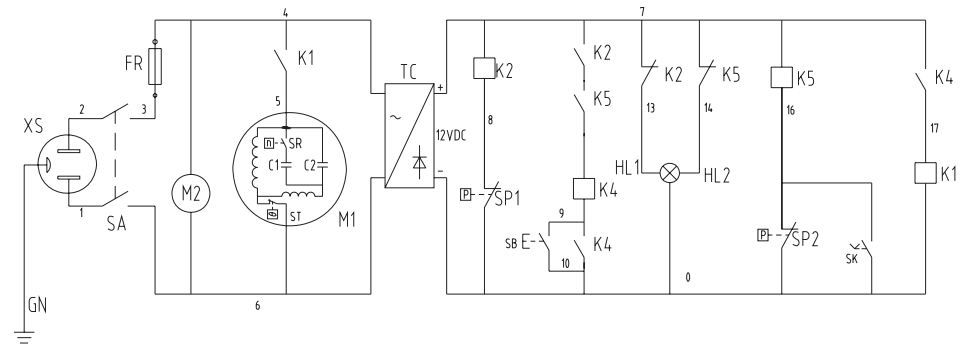 4
7
FR
K1
TC
+
K2
K2
K5
K2
K5
K5
K4
2
3
5
~
12VDC
8
13
14
16
17
XS
n
SR
C1
C2
1
SA
M2
ST
M1
-
P
SP1
K4
HL1
HL2
K1
9
SB
E
K4
10
P
SP2
SK
0
6
GN